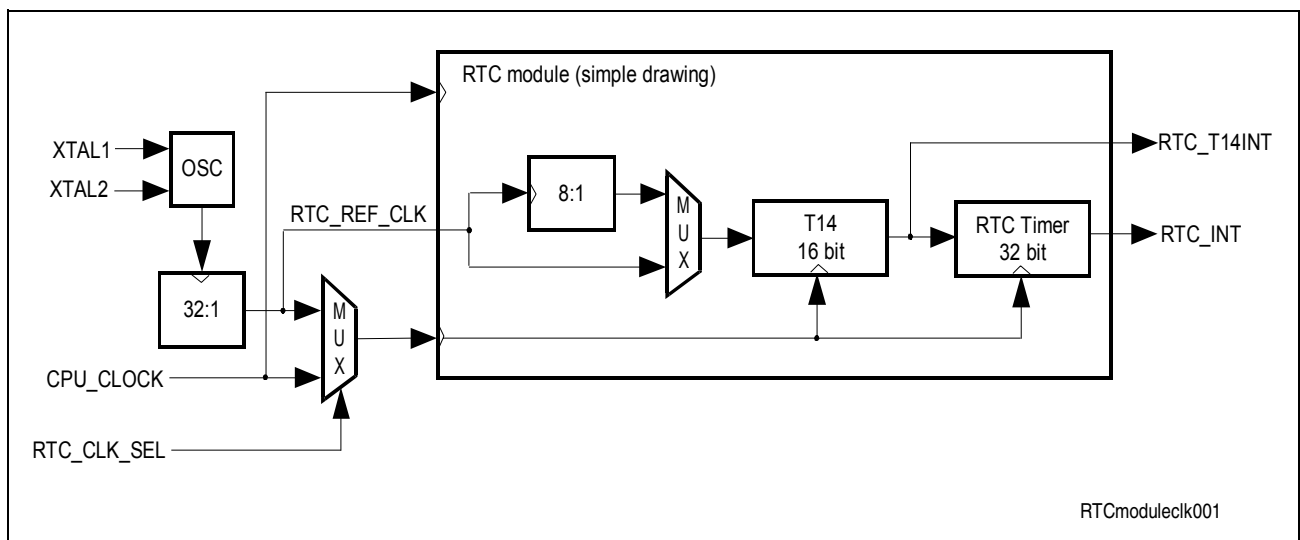 RTC module (simple drawing)
XTAL1
XTAL2
OSC
RTC_REF_CLK
8:1
M
U
X
T14
16 bit
RTC Timer
32 bit
RTC_T14INT
RTC_INT
32:1
M
U
X
CPU_CLOCK
RTC_CLK_SEL
RTCmoduleclk001